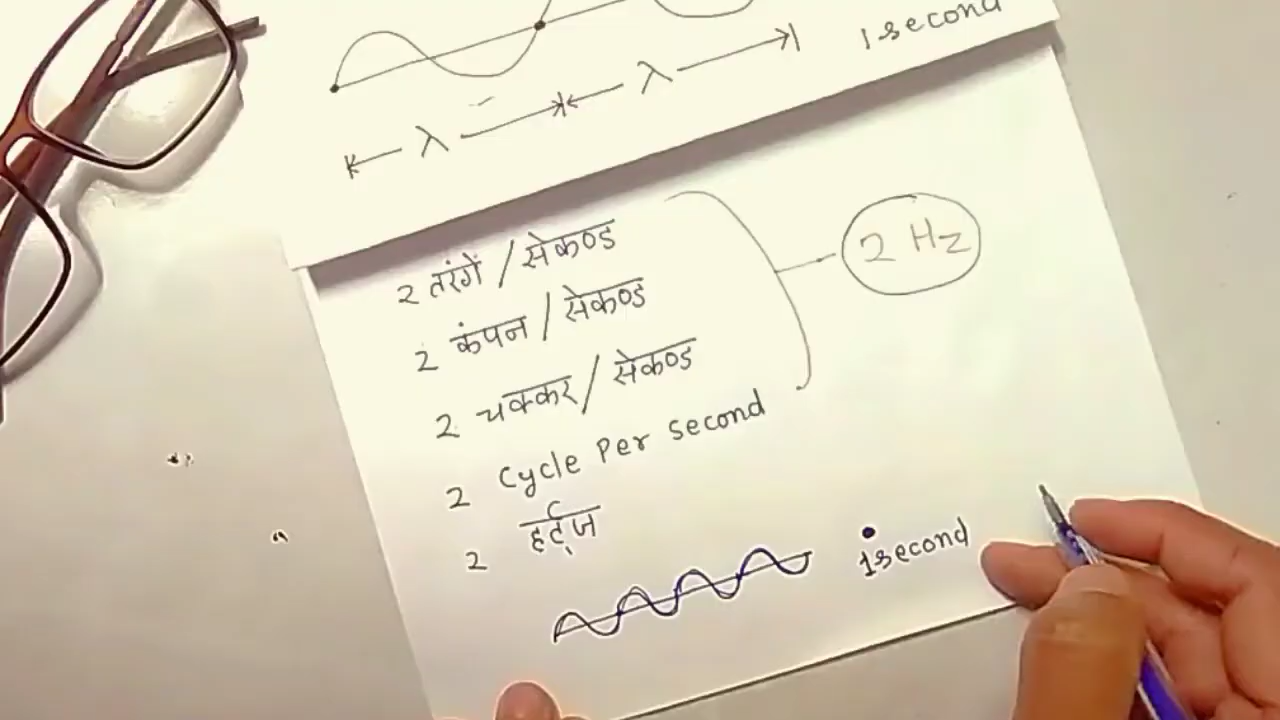 1 second
λ λ
2 तरंगें / सेकण्ड
2 Hz
2 कंपन / सेकण्ड
2 चक्कर / सेकण्ड
2 Cycle Per second
2 हर्ट्ज
1 second